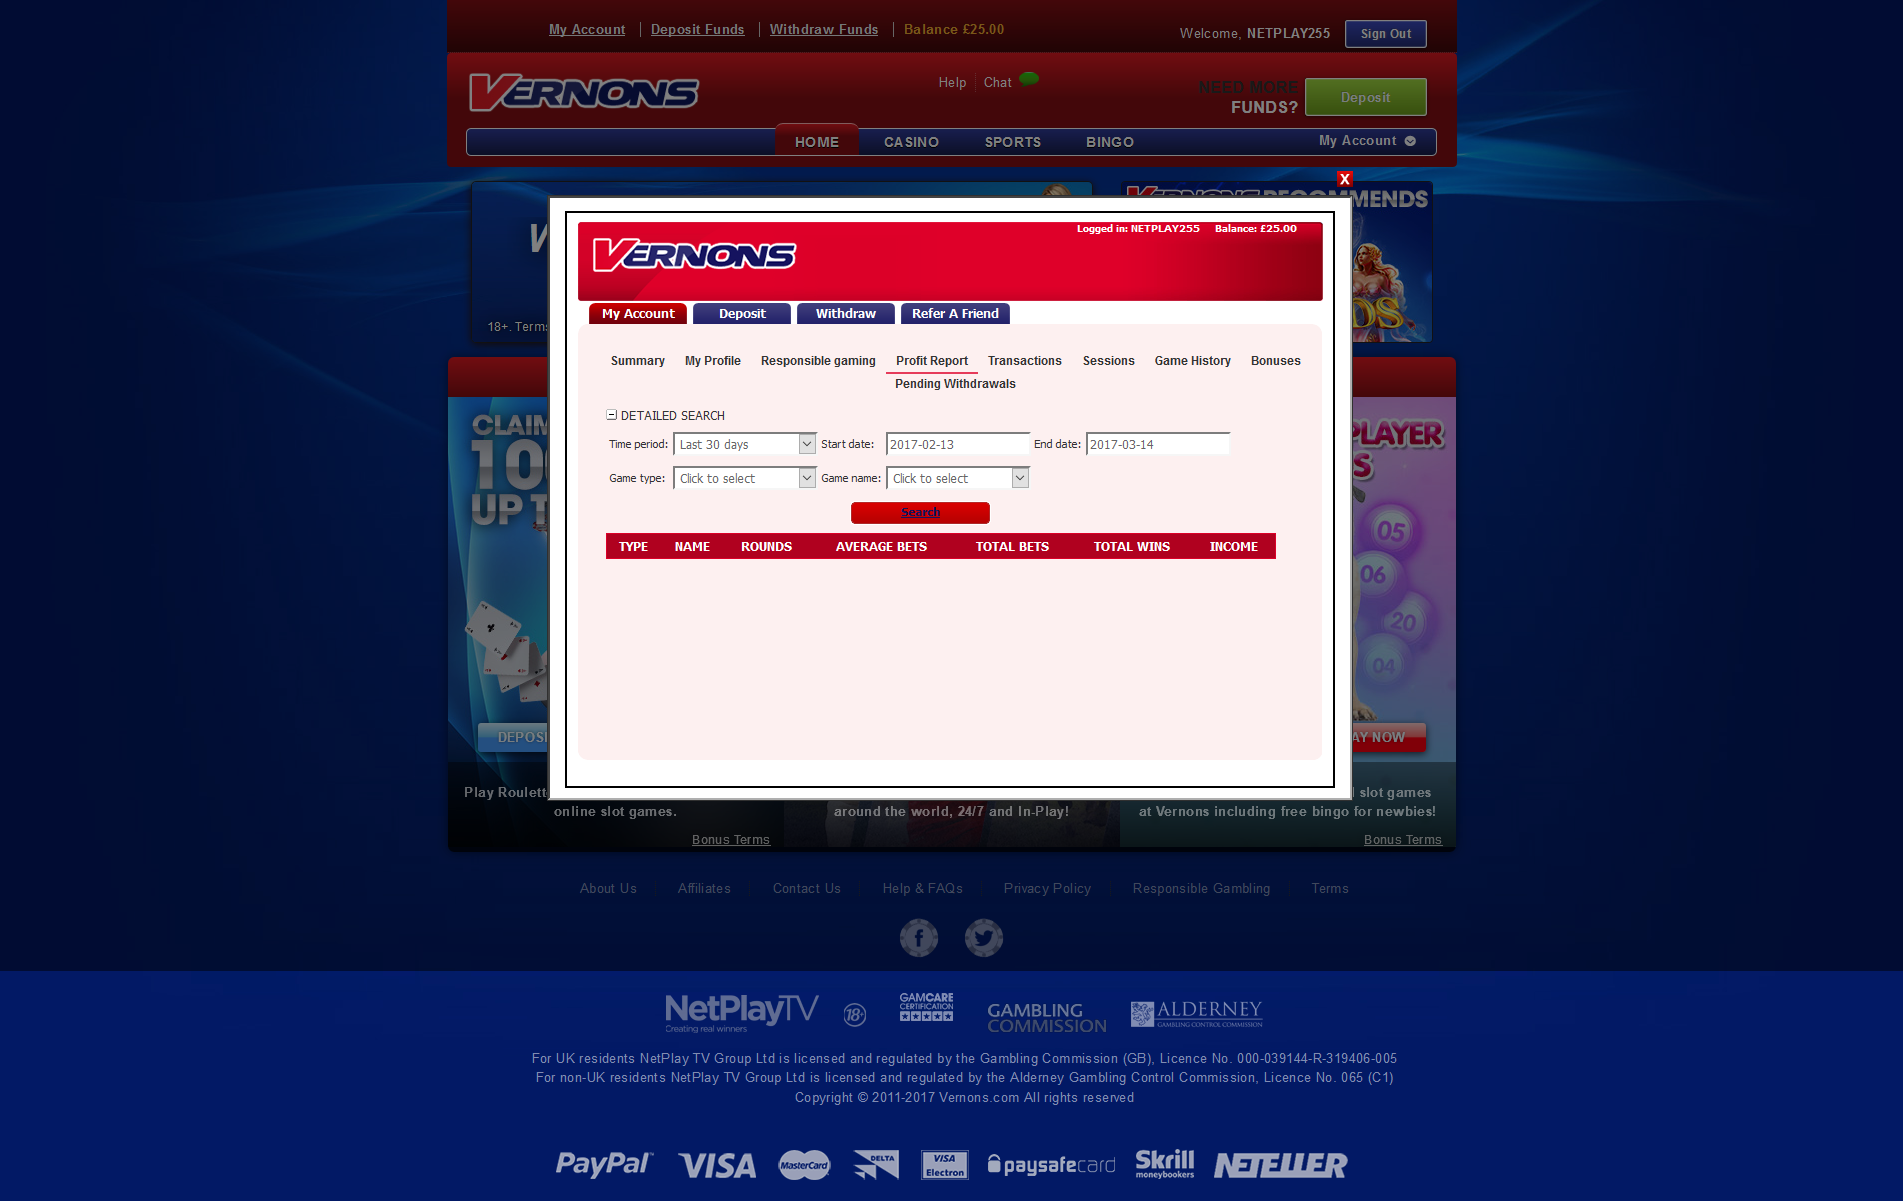 My Account | Deposit Funds | Withdraw Funds | Balance £25.00
Welcome, NETPLAY255 Sign Out
VERNONS
Help Chat
NEED MORE
FUNDS?
Deposit
HOME CASINO SPORTS BINGO My Account
X
VERNONS RECOMMENDS
18+. Terms
VERNONS
Logged in: NETPLAY255 Balance: £25.00
My Account Deposit Withdraw Refer A Friend
Summary My Profile Responsible gaming Profit Report Transactions Sessions Game History Bonuses
Pending Withdrawals
DETAILED SEARCH
Time period: Last 30 days Start date: 2017-02-13 End date: 2017-03-14
Game type: Click to select Game name: Click to select
Search
TYPE NAME ROUNDS AVERAGE BETS TOTAL BETS TOTAL WINS INCOME
CLAIM
100
UP T
PLAYER
S
05
06
20
04
DEPOSI
AY NOW
Play Roulett
online slot games.
Bonus Terms
around the world, 24/7 and In-Play!
slot games
at Vernons including free bingo for newbies!
Bonus Terms
About Us Affiliates Contact Us Help & FAQs Privacy Policy Responsible Gambling Terms
NetPlayTV
Creating real winners
18+
GAMCARE
CERTIFICATION
GAMBLING
COMMISSION
ALDERNEY
GAMBLING CONTROL COMMISSION
For UK residents NetPlay TV Group Ltd is licensed and regulated by the Gambling Commission (GB), Licence No. 000-039144-R-319406-005
For non-UK residents NetPlay TV Group Ltd is licensed and regulated by the Alderney Gambling Control Commission, Licence No. 065 (C1)
Copyright © 2011-2017 Vernons.com All rights reserved
PayPal VISA MasterCard DELTA VISA Electron paysafecard Skrill moneybookers NETELLER